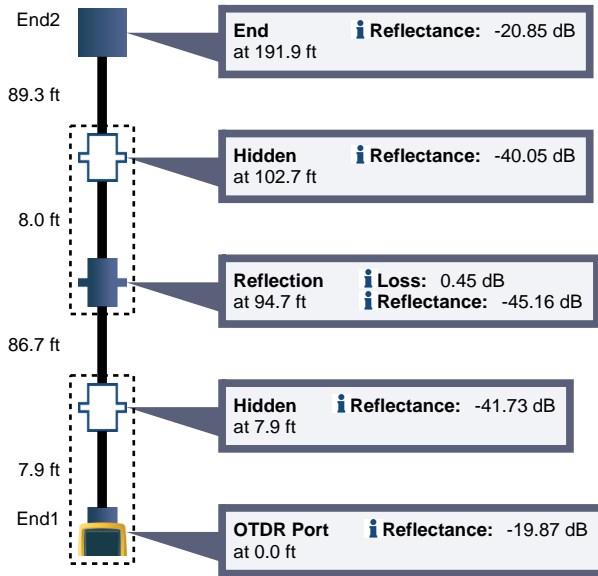 End2
End Reflectance: -20.85 dB
at 191.9 ft
89.3 ft
Hidden Reflectance: -40.05 dB
at 102.7 ft
8.0 ft
Reflection Loss: 0.45 dB
at 94.7 ft Reflectance: -45.16 dB
86.7 ft
Hidden Reflectance: -41.73 dB
at 7.9 ft
7.9 ft
End1
OTDR Port Reflectance: -19.87 dB
at 0.0 ft